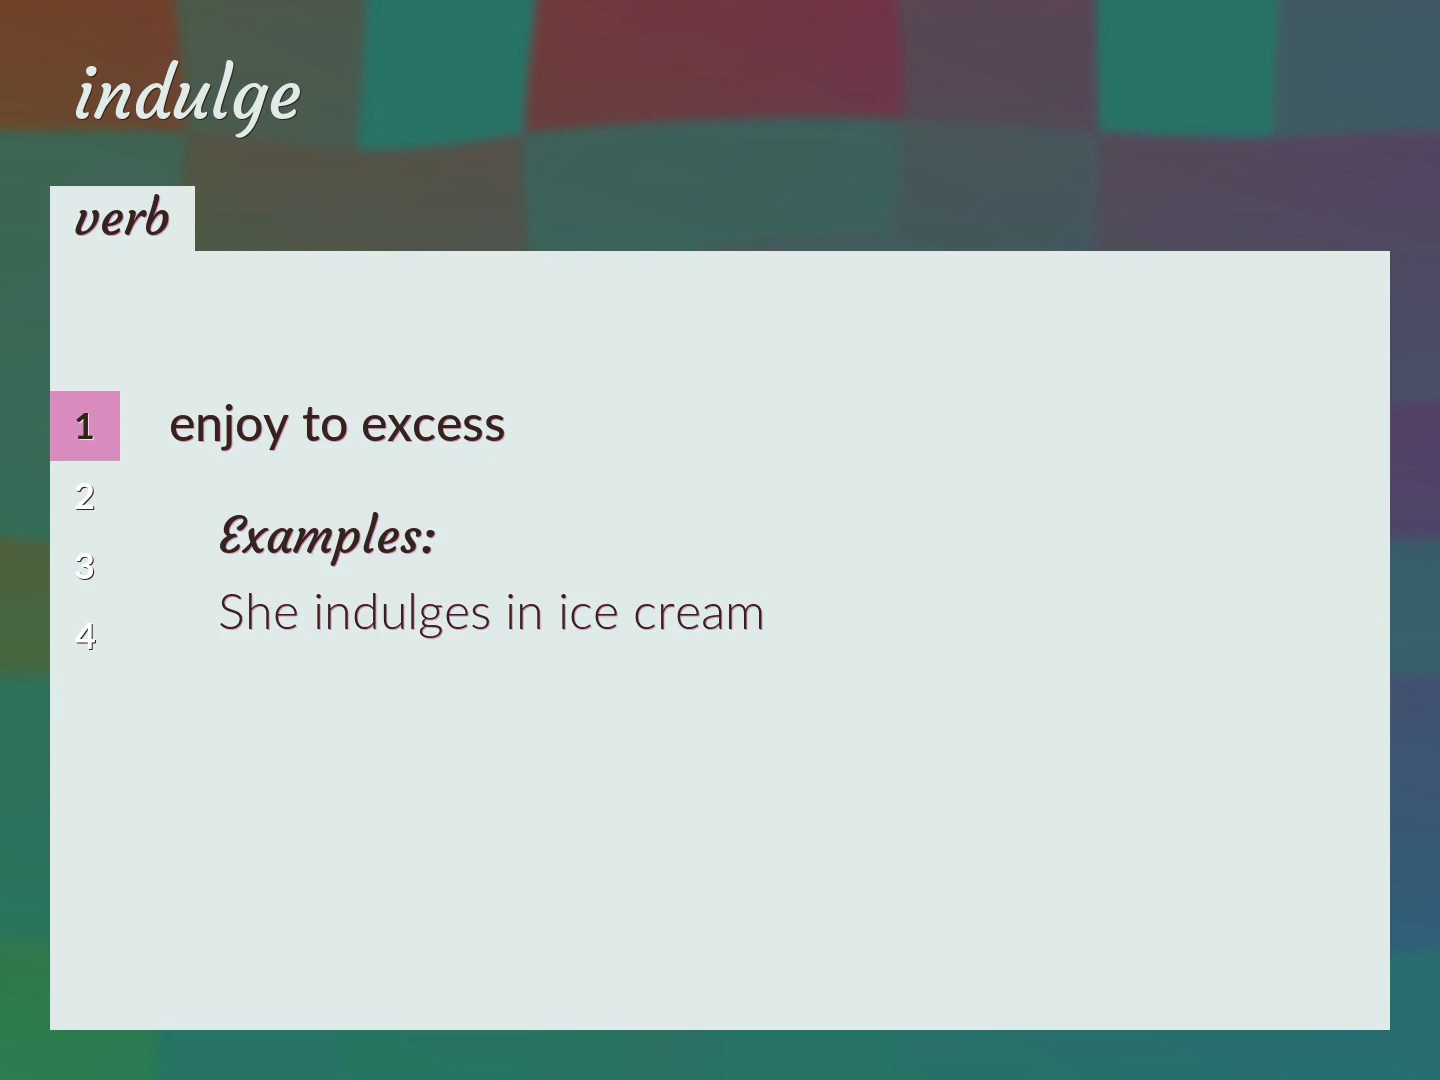 indulge
verb
1
enjoy to excess
2
Examples:
3
She indulges in ice cream
4